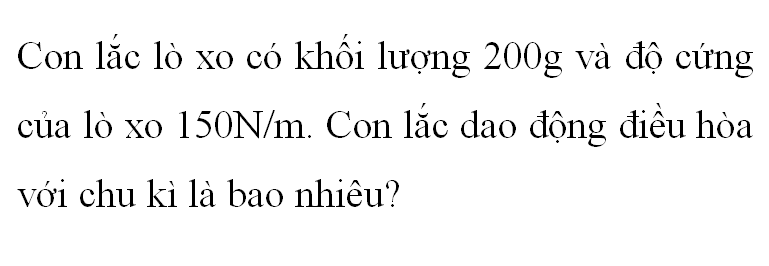 Con lắc lò xo có khối lượng 200g và độ cứng
của lò xo 150N/m. Con lắc dao động điều hòa
với chu kì là bao nhiêu?